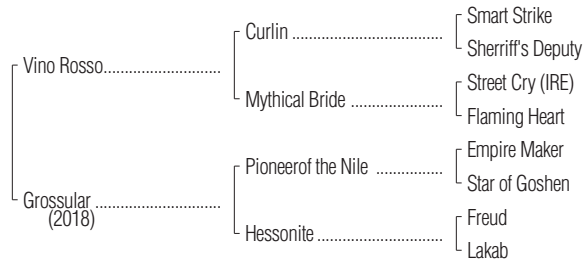 Smart Strike
Curlin
Sherriff's Deputy
Vino Rosso
Street Cry (IRE)
Mythical Bride
Flaming Heart
Empire Maker
Pioneerof the Nile
Star of Goshen
Grossular
(2018)
Freud
Hessonite
Lakab